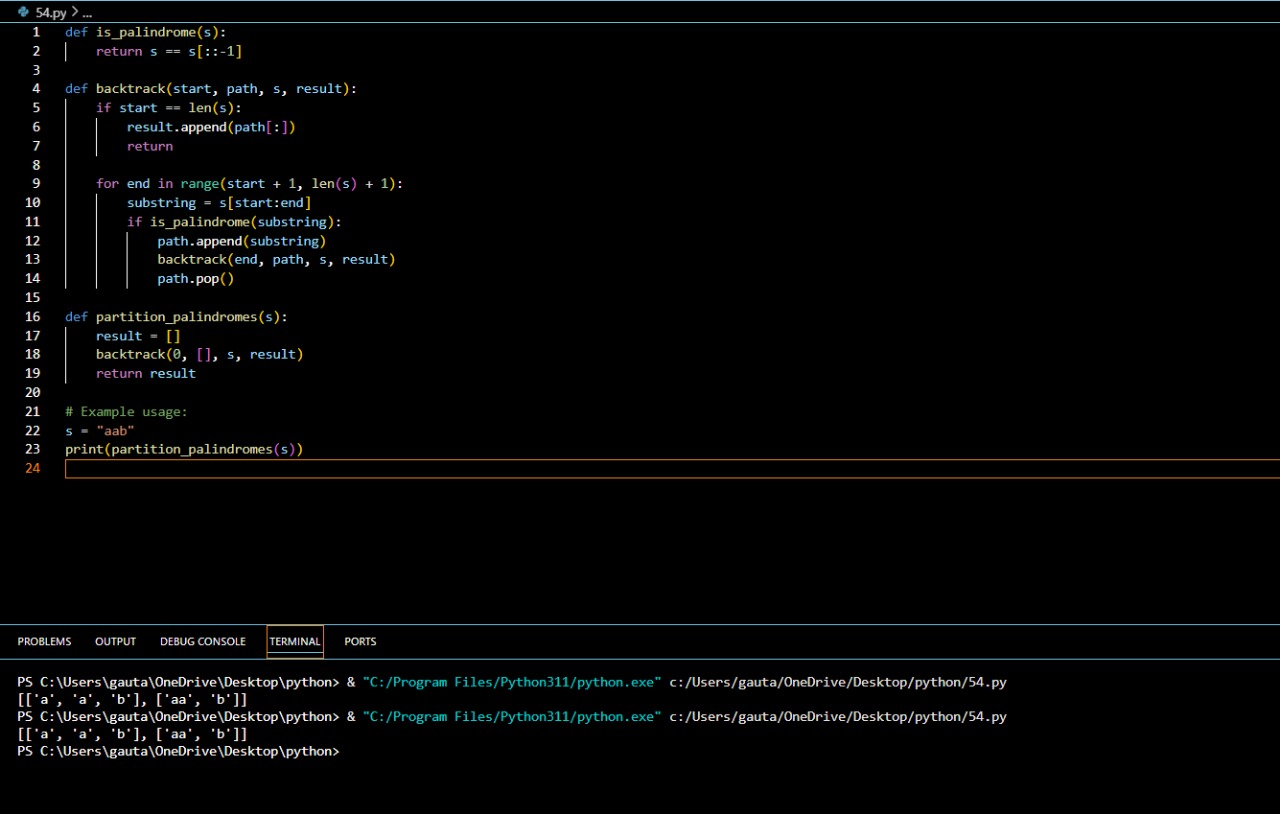 54.py > ...
1 def is_palindrome(s):
2     return s == s[::-1]
3
4 def backtrack(start, path, s, result):
5     if start == len(s):
6         result.append(path[:])
7         return
8
9     for end in range(start + 1, len(s) + 1):
10         substring = s[start:end]
11         if is_palindrome(substring):
12             path.append(substring)
13             backtrack(end, path, s, result)
14             path.pop()
15
16 def partition_palindromes(s):
17     result = []
18     backtrack(0, [], s, result)
19     return result
20
21 # Example usage:
22 s = "aab"
23 print(partition_palindromes(s))
24
PROBLEMS OUTPUT DEBUG CONSOLE TERMINAL PORTS
PS C:\Users\gauta\OneDrive\Desktop\python> & "C:/Program Files/Python311/python.exe" c:/Users/gauta/OneDrive/Desktop/python/54.py
[['a', 'a', 'b'], ['aa', 'b']]
PS C:\Users\gauta\OneDrive\Desktop\python> & "C:/Program Files/Python311/python.exe" c:/Users/gauta/OneDrive/Desktop/python/54.py
[['a', 'a', 'b'], ['aa', 'b']]
PS C:\Users\gauta\OneDrive\Desktop\python>